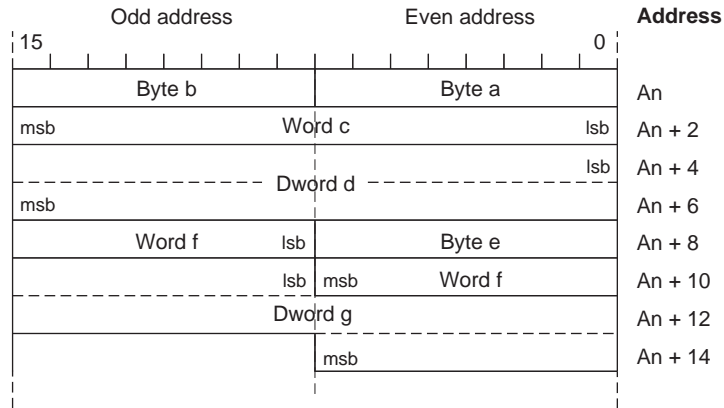 Odd address Even address Address
15 0
Byte b Byte a An
msb Word c lsb An + 2
lsb An + 4
Dword d
msb An + 6
Word f lsb Byte e An + 8
lsb msb Word f An + 10
Dword g An + 12
msb An + 14